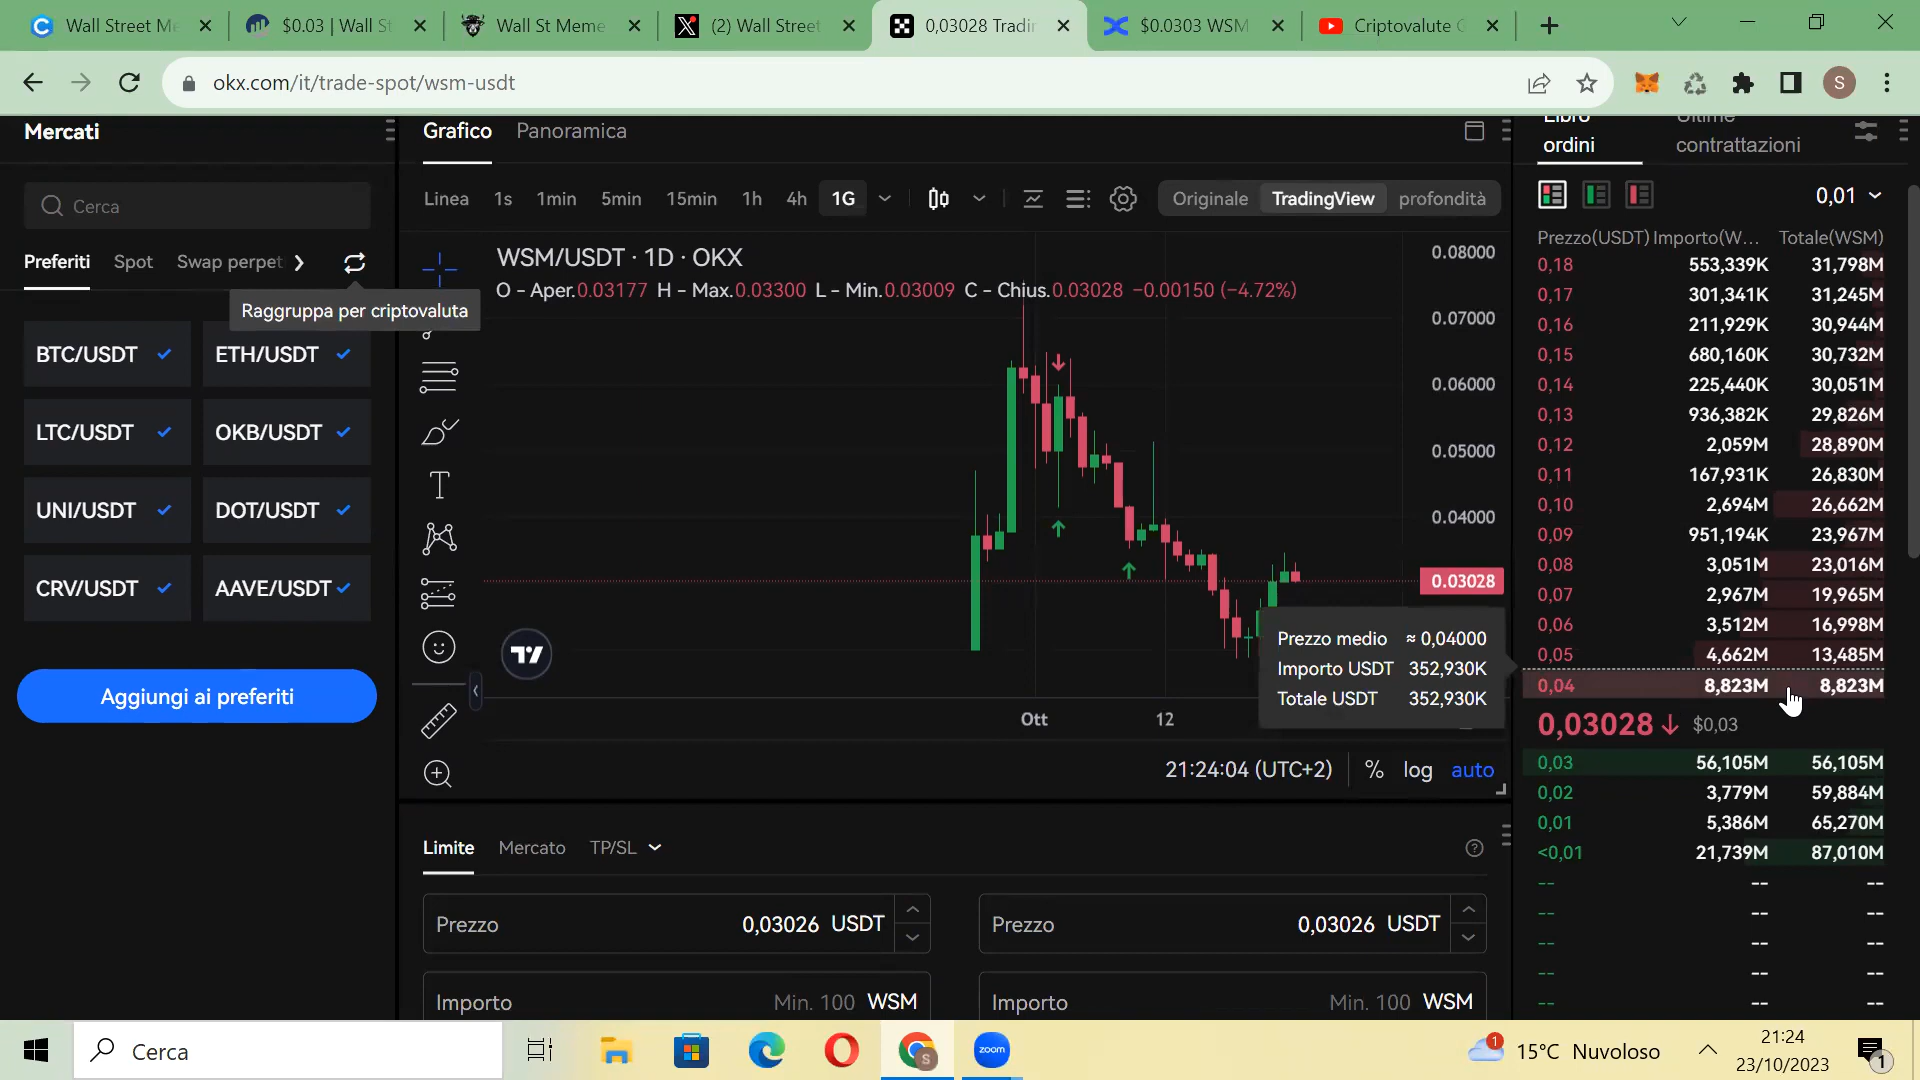 Wall Street Me
$0.03 | Wall St
Wall St Meme
(2) Wall Street
0,03028 Tradin
$0.0303 WSM
Criptovalute G
okx.com/it/trade-spot/wsm-usdt
S
Mercati
Cerca
Preferiti Spot Swap perpet
Raggruppa per criptovaluta
BTC/USDT ETH/USDT
LTC/USDT OKB/USDT
UNI/USDT DOT/USDT
CRV/USDT AAVE/USDT
Aggiungi ai preferiti
Grafico Panoramica
Linea 1s 1min 5min 15min 1h 4h 1G
Originale TradingView profondità
WSM/USDT · 1D · OKX
O – Aper.0.03177 H – Max.0.03300 L – Min.0.03009 C – Chius.0.03028 −0.00150 (−4.72%)
0.08000
0.07000
0.06000
0.05000
0.04000
0.03028
Prezzo medio ≈ 0,04000
Importo USDT 352,930K
Totale USDT 352,930K
Ott 12
21:24:04 (UTC+2) % log auto
Limite Mercato TP/SL
Prezzo 0,03026 USDT
Prezzo 0,03026 USDT
Importo Min. 100 WSM
Importo Min. 100 WSM
Libro ordini
Ultime contrattazioni
0,01
Prezzo(USDT) Importo(W... Totale(WSM)
0,18 553,339K 31,798M
0,17 301,341K 31,245M
0,16 211,929K 30,944M
0,15 680,160K 30,732M
0,14 225,440K 30,051M
0,13 936,382K 29,826M
0,12 2,059M 28,890M
0,11 167,931K 26,830M
0,10 2,694M 26,662M
0,09 951,194K 23,967M
0,08 3,051M 23,016M
0,07 2,967M 19,965M
0,06 3,512M 16,998M
0,05 4,662M 13,485M
0,04 8,823M 8,823M
0,03028 $0,03
0,03 56,105M 56,105M
0,02 3,779M 59,884M
0,01 5,386M 65,270M
<0,01 21,739M 87,010M
-- -- --
-- -- --
-- -- --
-- -- --
-- -- --
Cerca
zoom
S
1
15°C Nuvoloso
21:24
23/10/2023
1